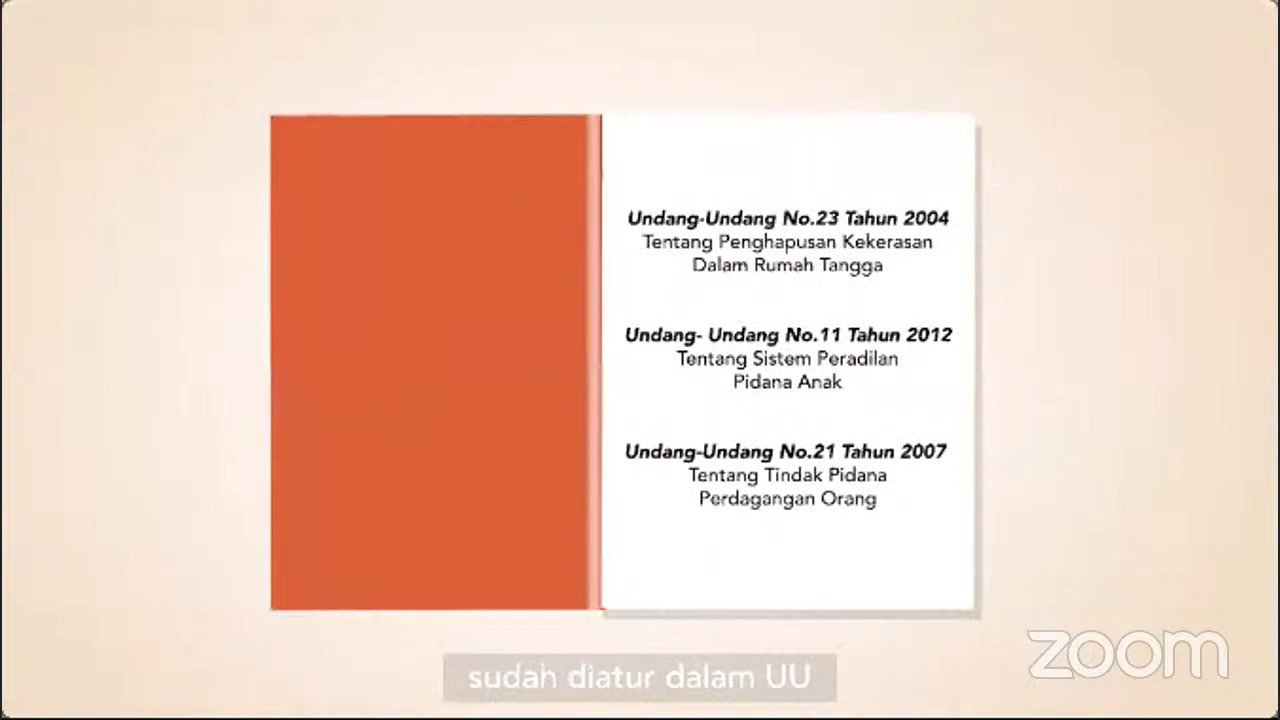 Undang-Undang No.23 Tahun 2004
Tentang Penghapusan Kekerasan
Dalam Rumah Tangga
Undang- Undang No.11 Tahun 2012
Tentang Sistem Peradilan
Pidana Anak
Undang-Undang No.21 Tahun 2007
Tentang Tindak Pidana
Perdagangan Orang
sudah diatur dalam UU
zoom